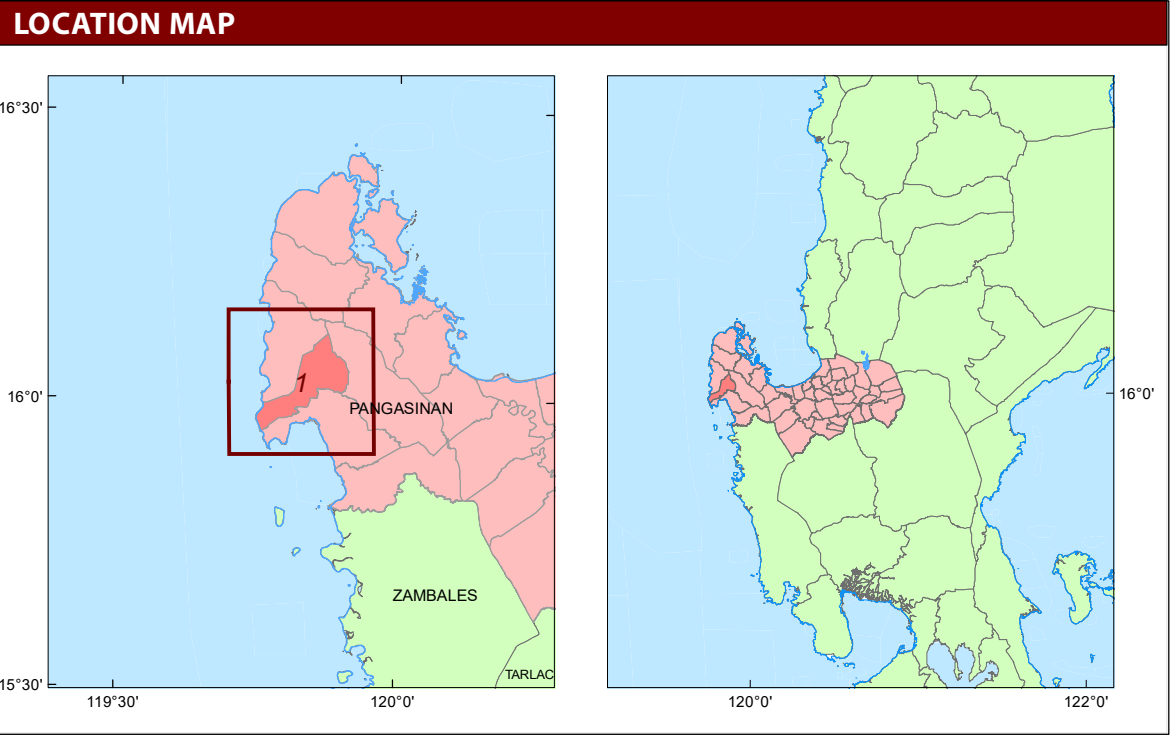 LOCATION MAP
16°30'
1
16°0'
PANGASINAN
ZAMBALES
TARLAC
15°30'
119°30'
120°0'
16°0'
120°0'
122°0'